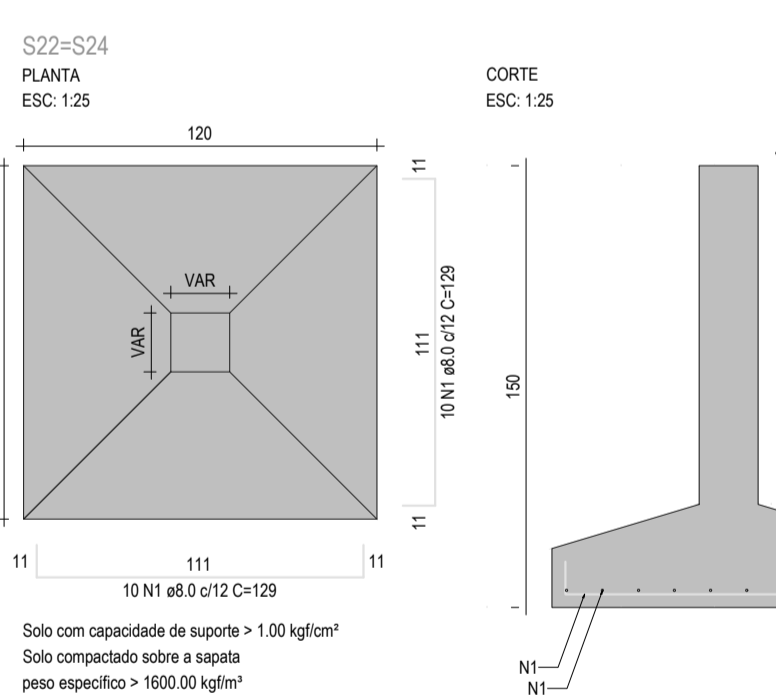 S22=S24
PLANTA
ESC: 1:25
120
VAR
VAR
11
111
10 N1 ø8.0 c/12 C=129
11
11
111
11
10 N1 ø8.0 c/12 C=129
Solo com capacidade de suporte > 1.00 kgf/cm²
Solo compactado sobre a sapata
peso específico > 1600.00 kgf/m³
CORTE
ESC: 1:25
150
N1
N1